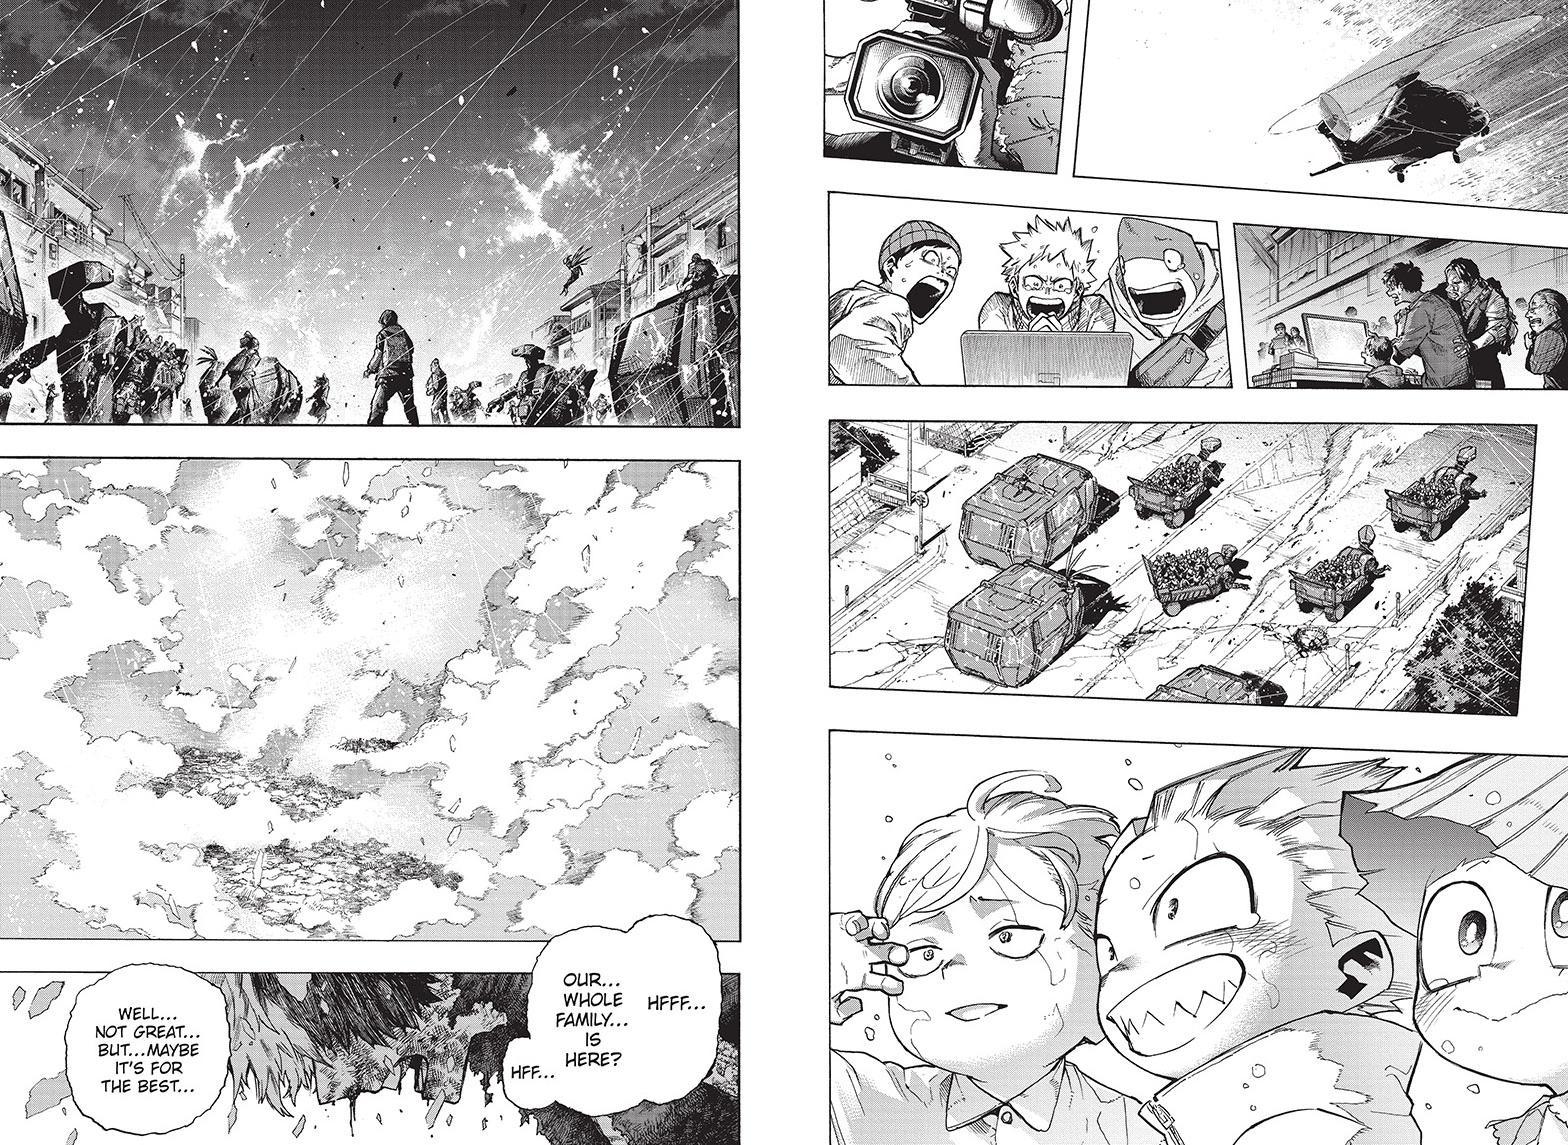 HFFF...
OUR...
WHOLE
FAMILY...
IS
HERE?
HFF...
WELL...
NOT GREAT...
BUT...MAYBE
IT'S FOR
THE BEST...